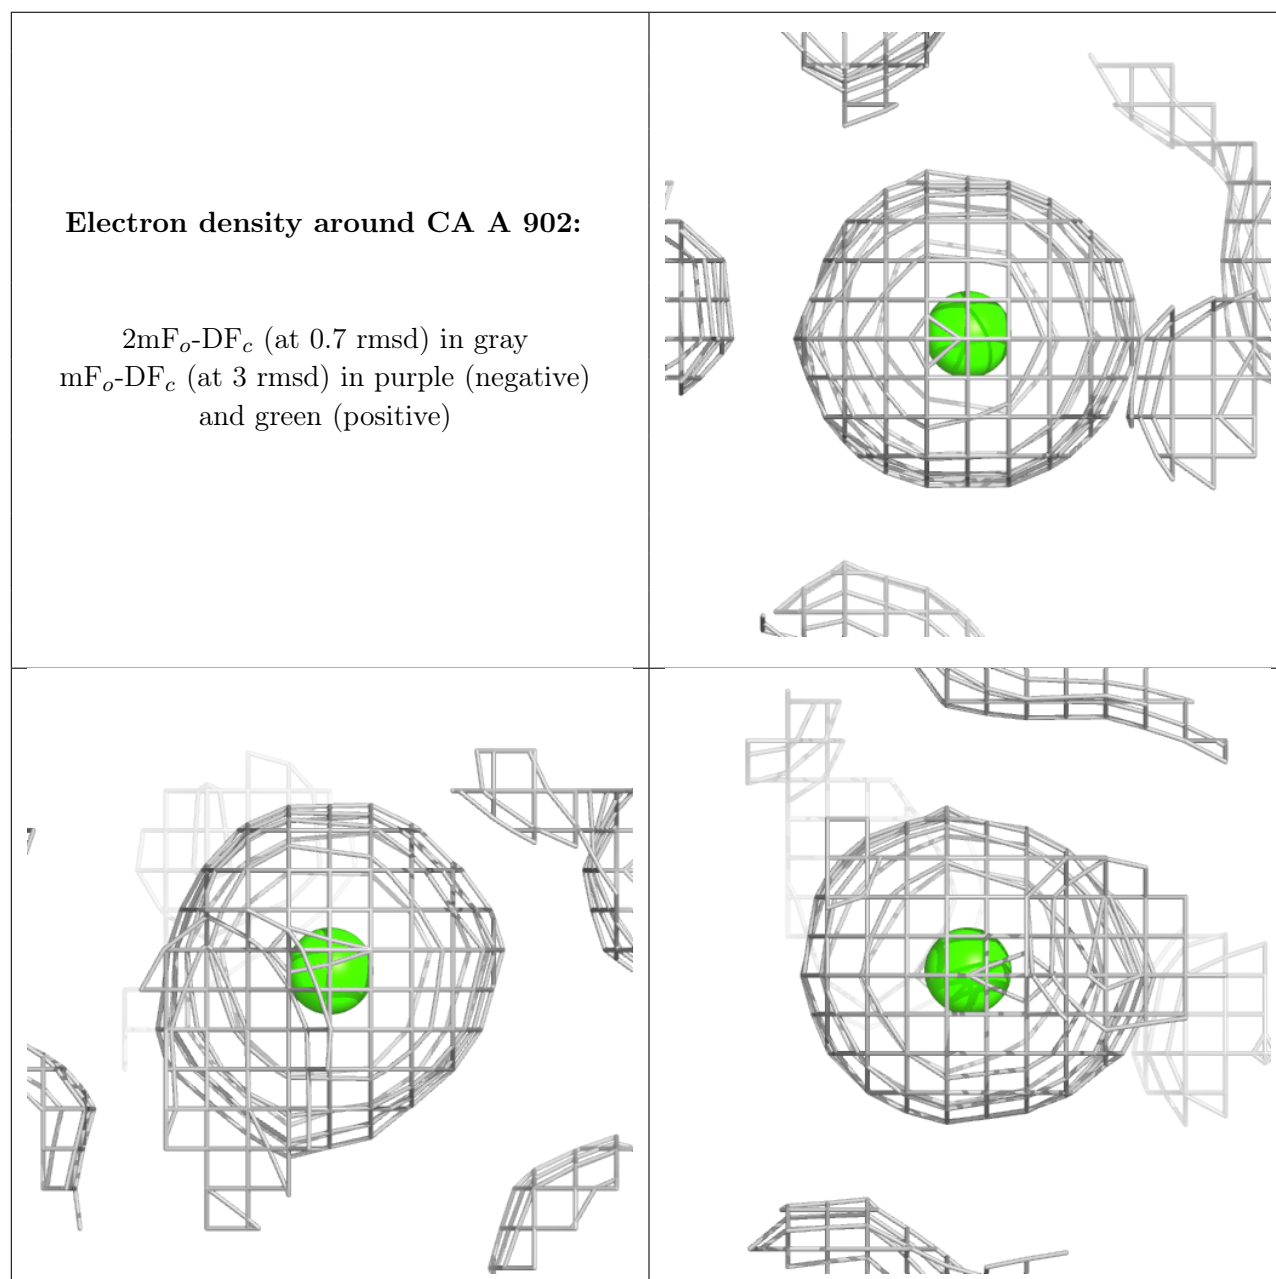 Electron density around CA A 902:
2mFo-DFc (at 0.7 rmsd) in gray
mFo-DFc (at 3 rmsd) in purple (negative)
and green (positive)